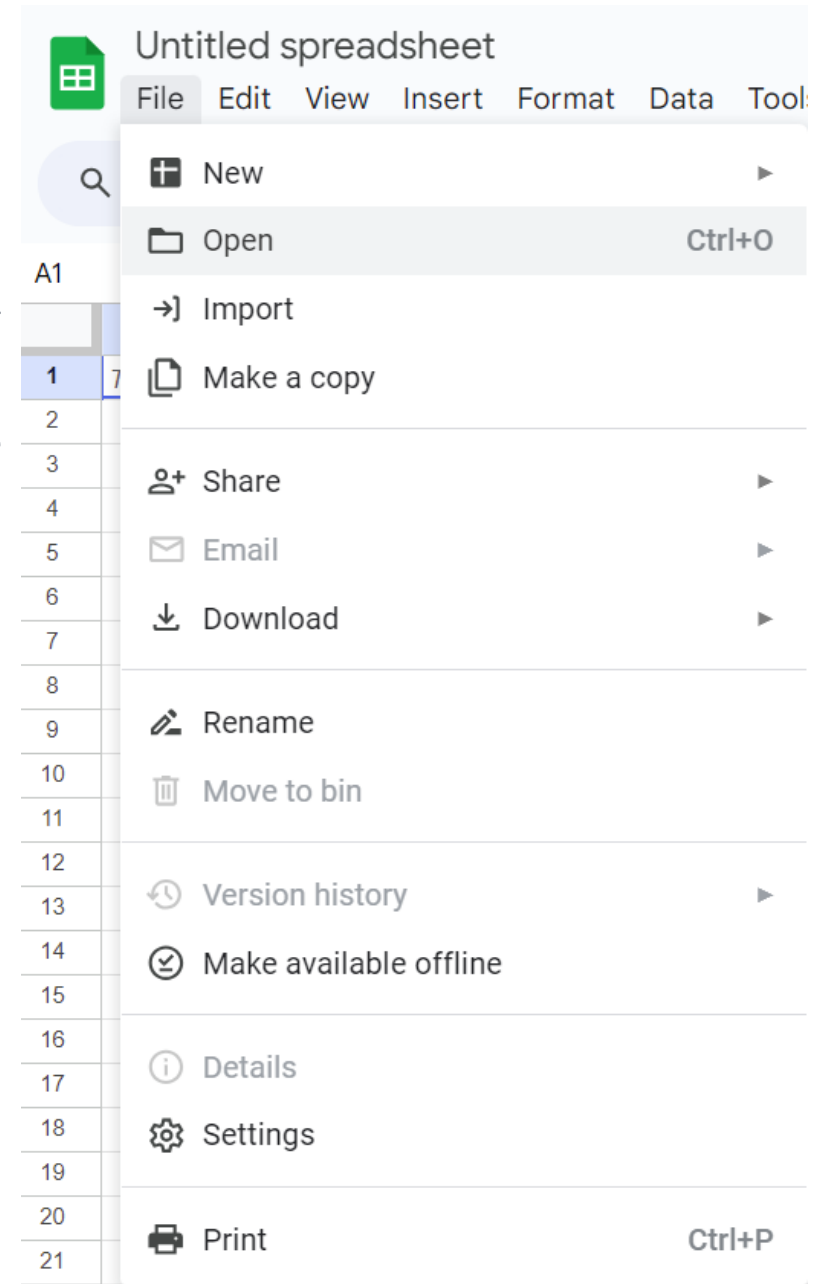 Untitled spreadsheet
File Edit View Insert Format Data
New
Open Ctrl+O
A1
Import
1
Make a copy
2
3
Share
4
5
Email
6
Download
7
8
9
Rename
10
Move to bin
11
12
Version history
13
14
Make available offline
15
16
Details
17
18
Settings
19
20
Print Ctrl+P
21